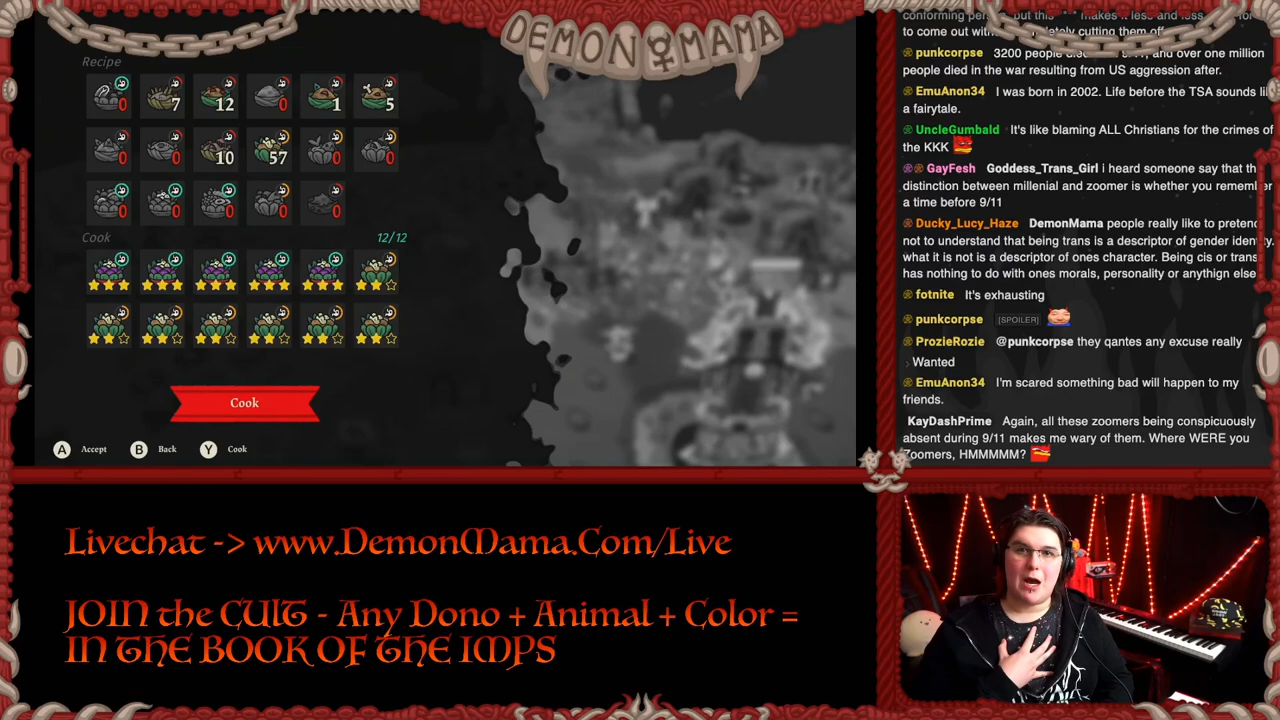 DEMON MAMA
Recipe
0 7 12 0 1 5
0 0 10 57 0 0
0 0 0 0 0
Cook 12/12
Cook
A Accept B Back Y Cook
to come out
punkcorpse 3200 people and over one million
people died in the war resulting from US aggression after.
EmuAnon34 I was born in 2002. Life before the TSA sounds
a fairytale.
UncleGumbald It's like blaming ALL Christians for the crimes of
the KKK
GayFesh Goddess_Trans_Girl i heard someone say that
distinction between millenial and zoomer is whether you remember
a time before 9/11
Ducky_Lucy_Haze DemonMama people really like to pretend
not to understand that being trans is a descriptor of gender identity.
what it is not is a descriptor of ones character. Being cis or trans
has nothing to do with ones morals, personality or anythign else
fotnite It's exhausting
punkcorpse [SPOILER]
ProzieRozie @punkcorpse they qantes any excuse really
Wanted
EmuAnon34 I'm scared something bad will happen to my
friends.
KayDashPrime Again, all these zoomers being conspicuously
absent during 9/11 makes me wary of them. Where WERE you
Zoomers, HMMMMM?
Livechat -> www.DemonMama.Com/Live
JOIN the CULT - Any Dono + Animal + Color =
IN THE BOOK OF THE IMPS